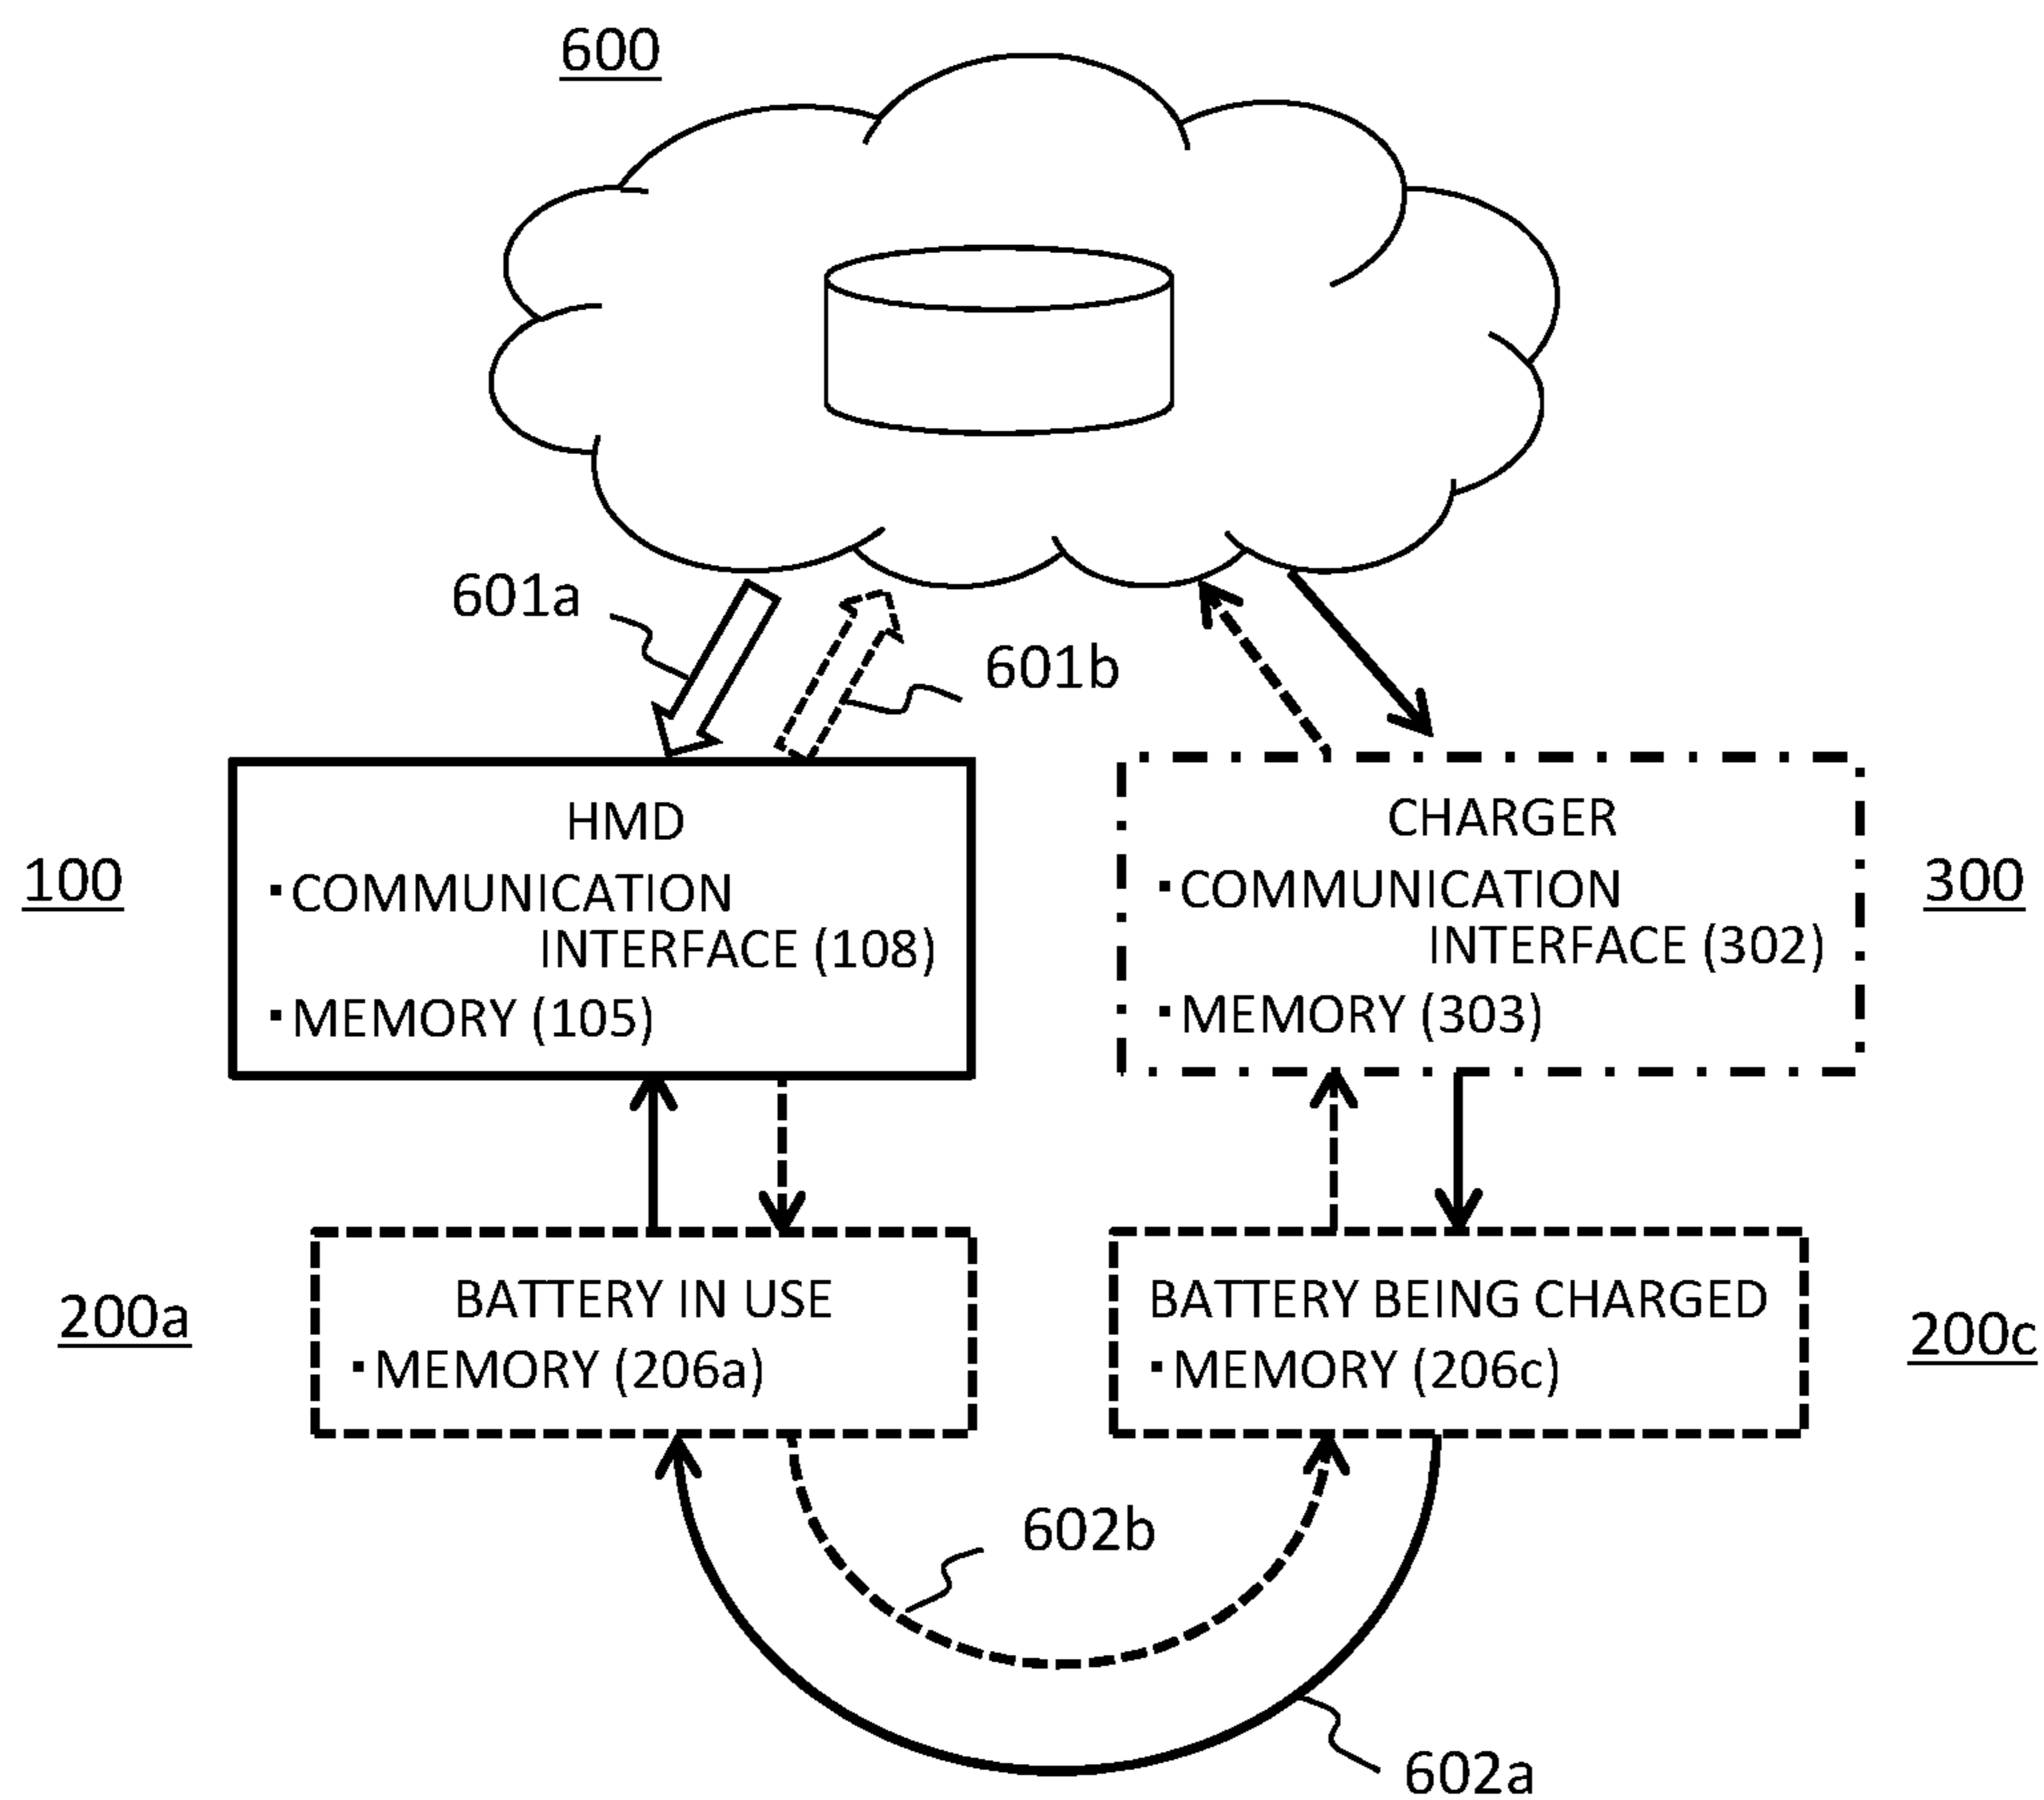 600
601a
601b
HMD
・COMMUNICATION
INTERFACE (108)
・MEMORY (105)
100
CHARGER
・COMMUNICATION
INTERFACE (302)
・MEMORY (303)
300
BATTERY IN USE
・MEMORY (206a)
200a
BATTERY BEING CHARGED
・MEMORY (206c)
200c
602b
602a